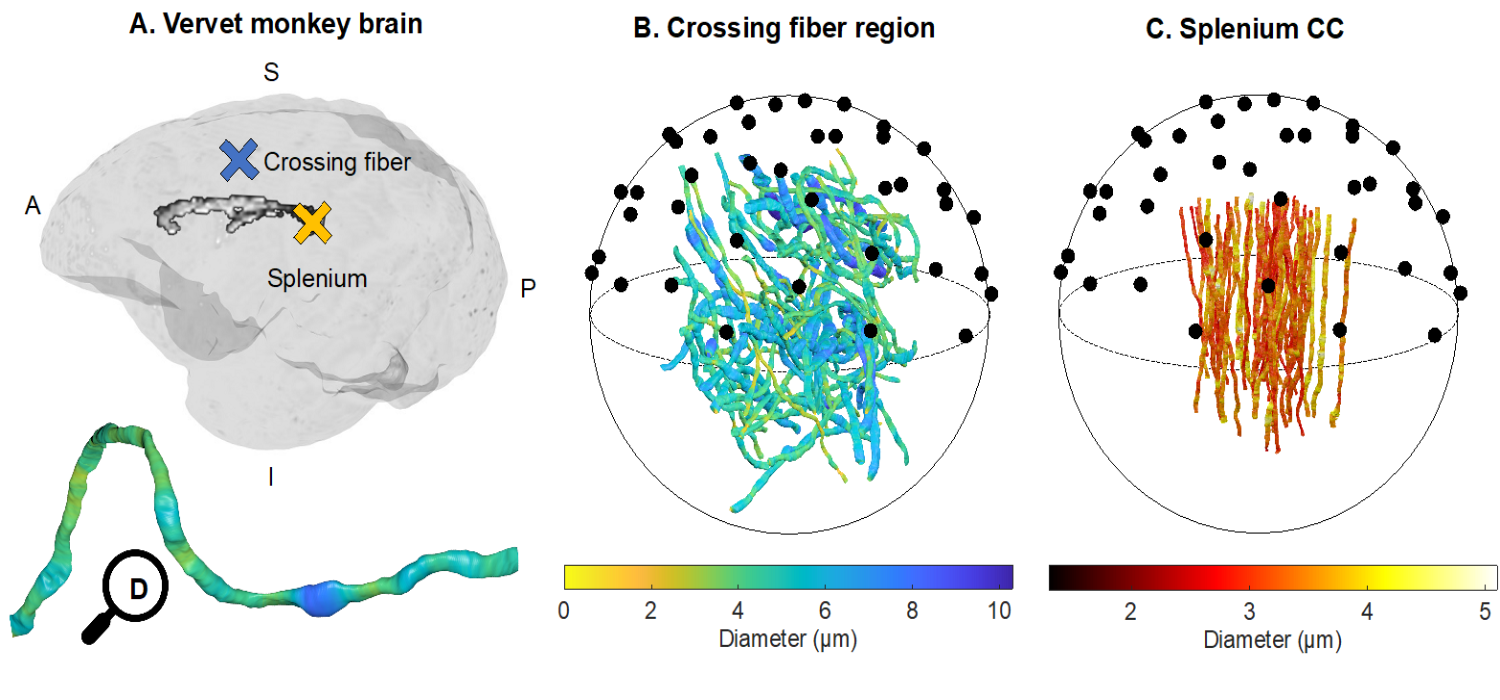 A. Vervet monkey brain
S
Crossing fiber
A
Splenium
P
I
D
B. Crossing fiber region
0 2 4 6 8 10
Diameter (µm)
C. Splenium CC
2 3 4 5
Diameter (µm)